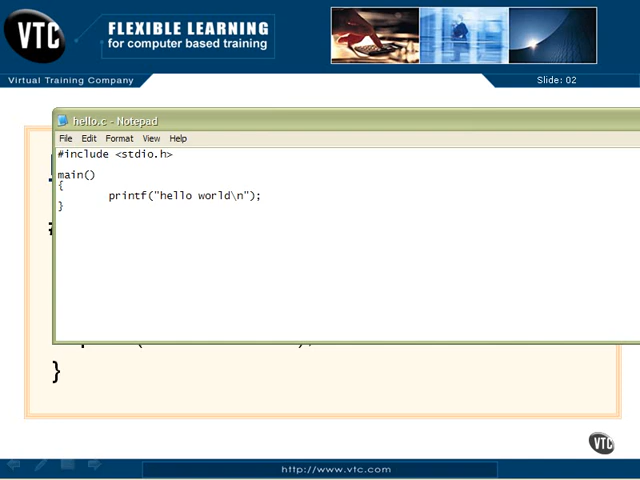 VTC
FLEXIBLE LEARNING
for computer based training
Virtual Training Company
Slide: 02
hello.c - Notepad
File Edit Format View Help
#include <stdio.h>
main()
{
printf("hello world\n");
}
}
VTC
http://www.vtc.com